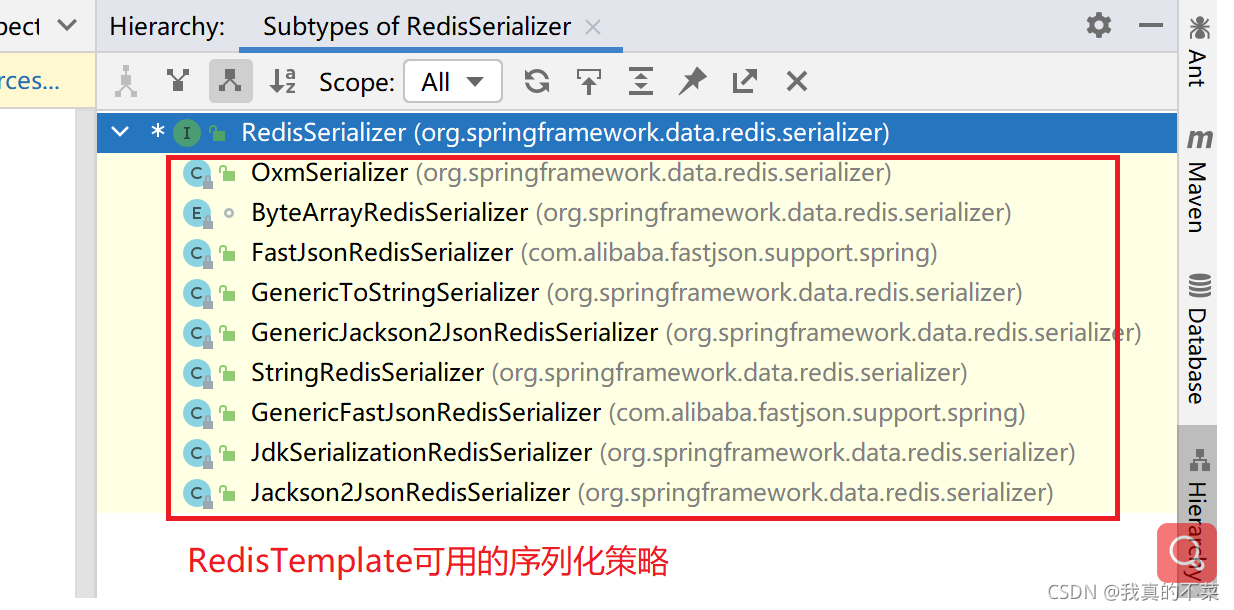 pect
Hierarchy: Subtypes of RedisSerializer
rces...
Scope: All
* I RedisSerializer (org.springframework.data.redis.serializer)
C OxmSerializer (org.springframework.data.redis.serializer)
E ByteArrayRedisSerializer (org.springframework.data.redis.serializer)
C FastJsonRedisSerializer (com.alibaba.fastjson.support.spring)
C GenericToStringSerializer (org.springframework.data.redis.serializer)
C GenericJackson2JsonRedisSerializer (org.springframework.data.redis.serializer)
C StringRedisSerializer (org.springframework.data.redis.serializer)
C GenericFastJsonRedisSerializer (com.alibaba.fastjson.support.spring)
C JdkSerializationRedisSerializer (org.springframework.data.redis.serializer)
C Jackson2JsonRedisSerializer (org.springframework.data.redis.serializer)
RedisTemplate可用的序列化策略
Ant
m Maven
Database
Hierarchy
CSDN @我真的不菜